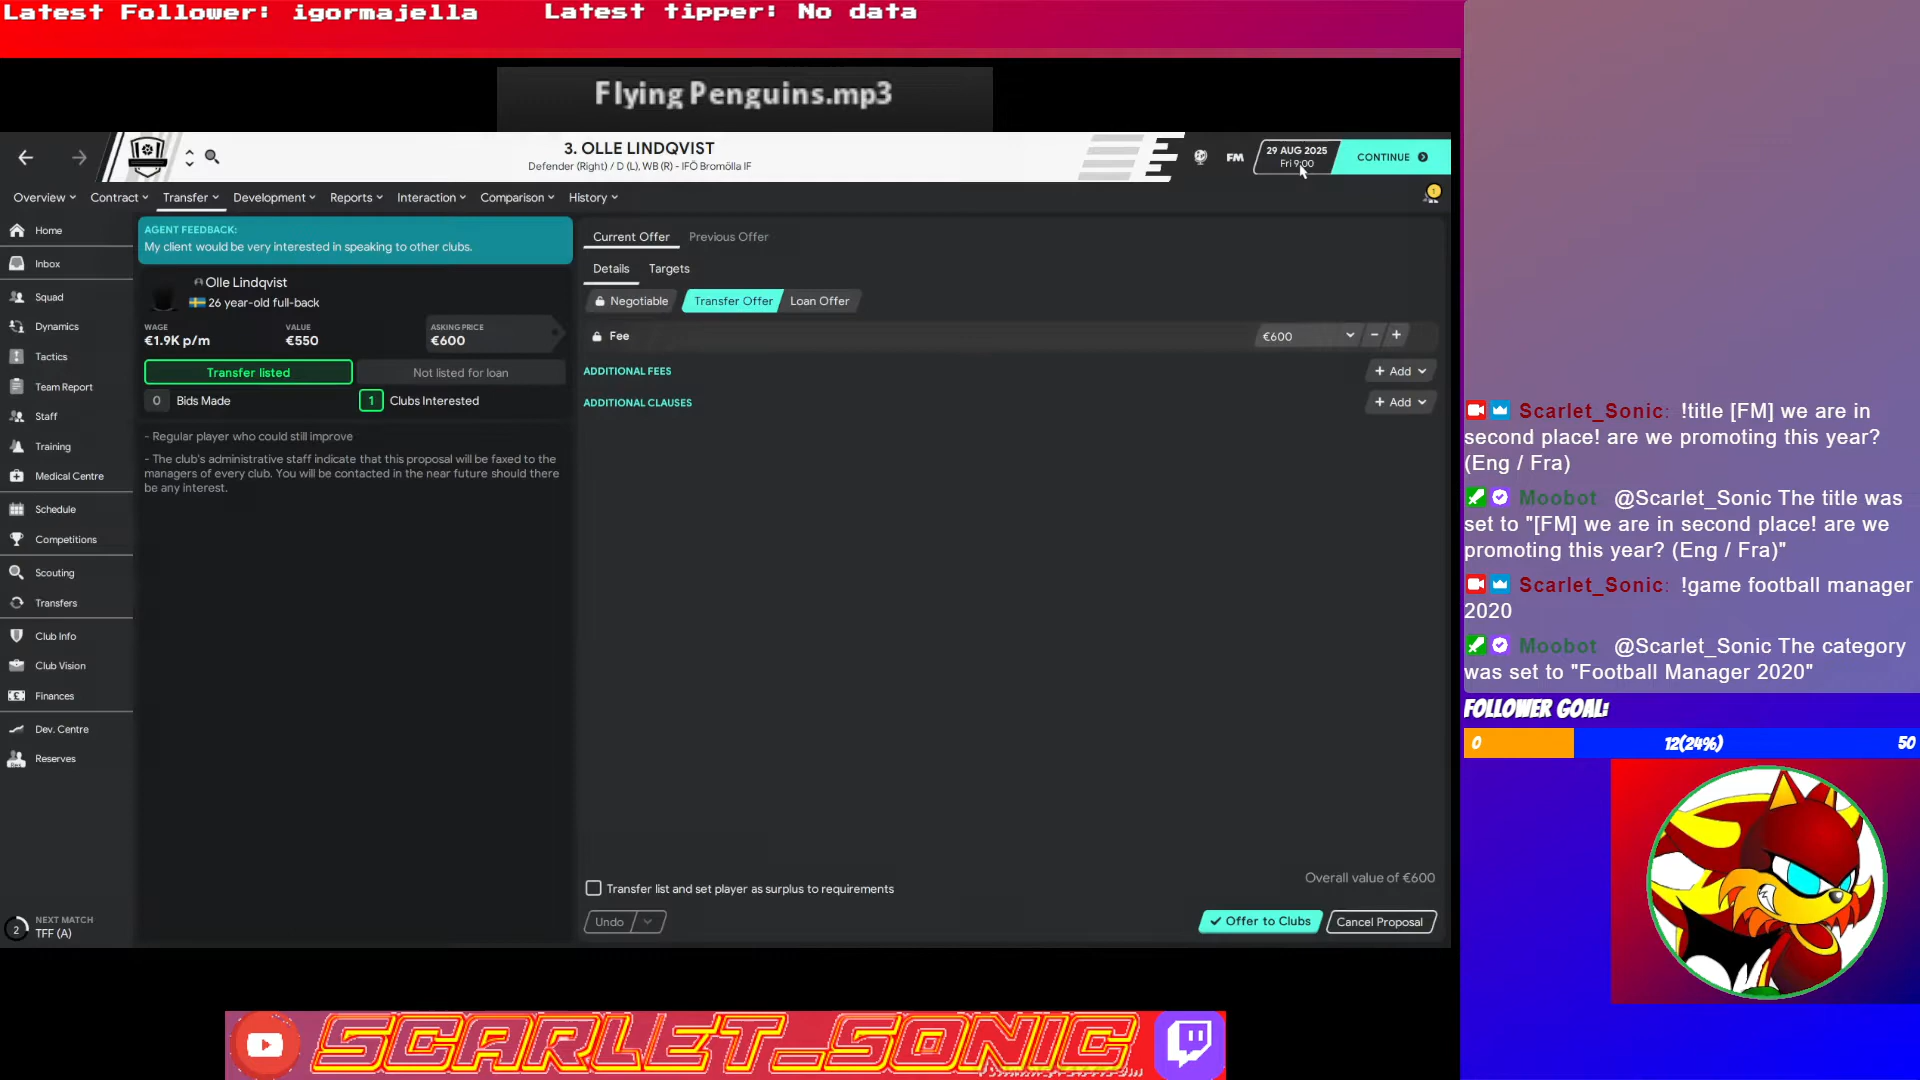 Latest Follower: igormajella
Latest tipper: No data
Flying Penguins.mp3
3. OLLE LINDQVIST
Defender (Right) / D (L), WB (R) - IFÖ Bromölla IF
FM
29 AUG 2025
Fri 9:00
CONTINUE
Overview
Contract
Transfer
Development
Reports
Interaction
Comparison
History
1
Home
Inbox
Squad
Dynamics
Tactics
Team Report
Staff
Training
Medical Centre
Schedule
Competitions
Scouting
Transfers
Club Info
Club Vision
Finances
Dev. Centre
Reserves
2
NEXT MATCH
TFF (A)
AGENT FEEDBACK:
My client would be very interested in speaking to other clubs.
Olle Lindqvist
26 year-old full-back
WAGE
€1.9K p/m
VALUE
€550
ASKING PRICE
€600
Transfer listed
Not listed for loan
0 Bids Made
1 Clubs Interested
- Regular player who could still improve
- The club's administrative staff indicate that this proposal will be faxed to the
managers of every club. You will be contacted in the near future should there
be any interest.
Current Offer
Previous Offer
Details
Targets
Negotiable
Transfer Offer
Loan Offer
Fee
€600
- +
ADDITIONAL FEES
+ Add
ADDITIONAL CLAUSES
+ Add
Overall value of €600
Transfer list and set player as surplus to requirements
Undo
Offer to Clubs
Cancel Proposal
Scarlet_Sonic: !title [FM] we are in
second place! are we promoting this year?
(Eng / Fra)
Moobot @Scarlet_Sonic The title was
set to "[FM] we are in second place! are we
promoting this year? (Eng / Fra)"
Scarlet_Sonic: !game football manager
2020
Moobot @Scarlet_Sonic The category
was set to "Football Manager 2020"
FOLLOWER GOAL:
0
12(24%)
50
SCARLET_SONIC